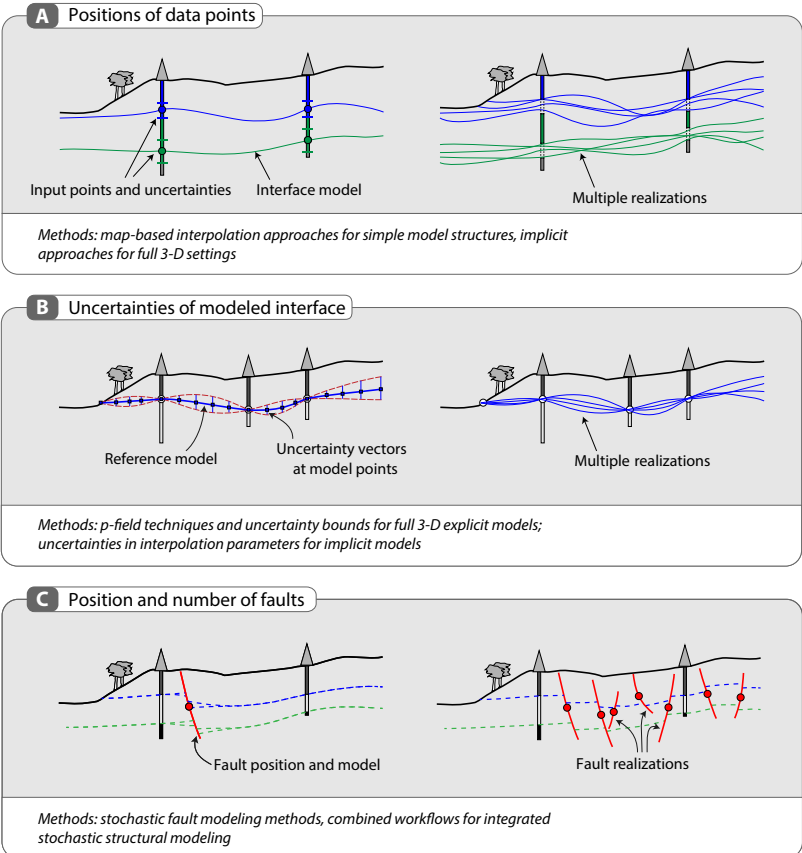 A Positions of data points
Input points and uncertainties
Interface model
Multiple realizations
Methods: map-based interpolation approaches for simple model structures, implicit
approaches for full 3-D settings
B Uncertainties of modeled interface
Reference model
Uncertainty vectors
at model points
Multiple realizations
Methods: p-field techniques and uncertainty bounds for full 3-D explicit models;
uncertainties in interpolation parameters for implicit models
C Position and number of faults
Fault position and model
Fault realizations
Methods: stochastic fault modeling methods, combined workflows for integrated
stochastic structural modeling